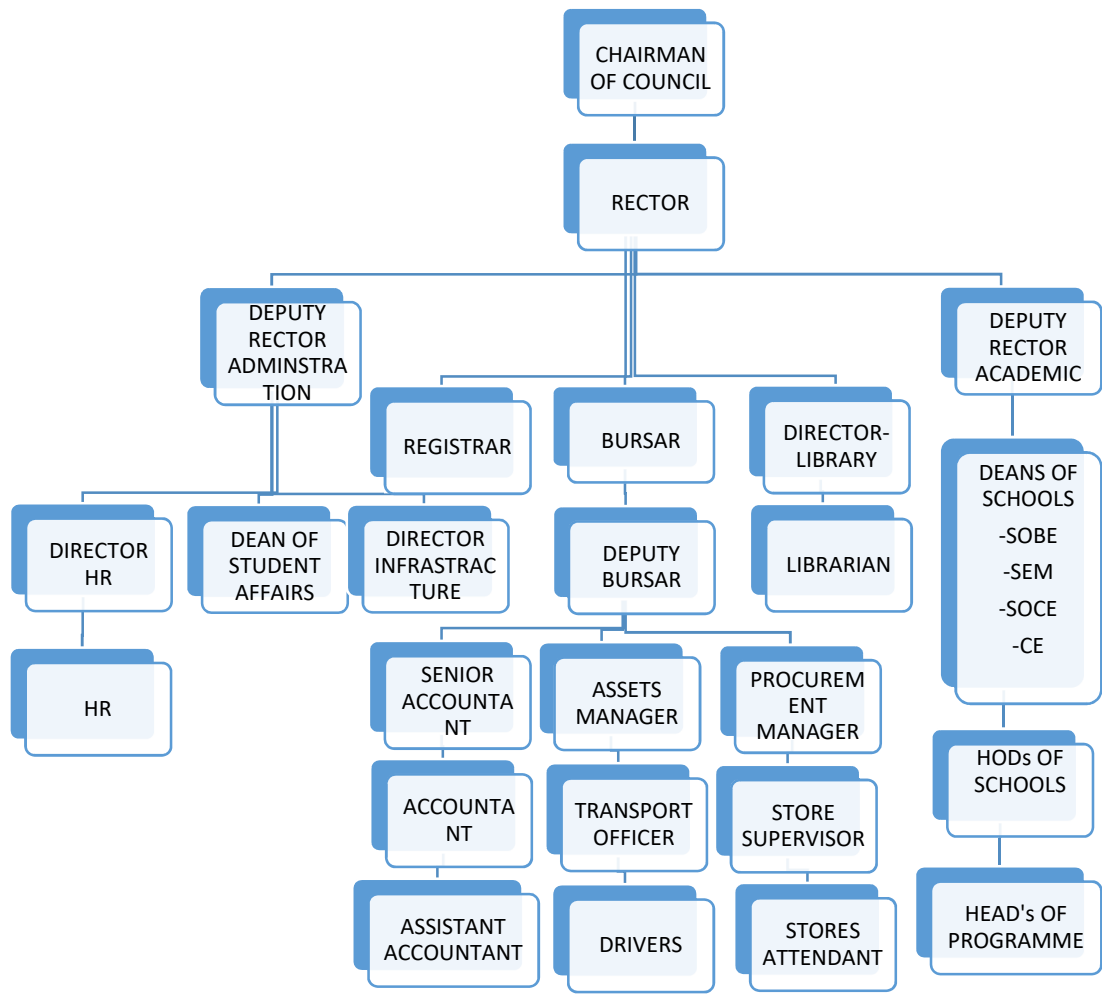 CHAIRMAN
OF COUNCIL
RECTOR
DEPUTY
RECTOR
ADMINSTRA
TION
DEPUTY
RECTOR
ACADEMIC
REGISTRAR
BURSAR
DIRECTOR-
LIBRARY
DIRECTOR
HR
DEAN OF
STUDENT
AFFAIRS
DIRECTOR
INFRASTRAC
TURE
DEPUTY
BURSAR
LIBRARIAN
DEANS OF
SCHOOLS
-SOBE
-SEM
-SOCE
-CE
HR
SENIOR
ACCOUNTA
NT
ASSETS
MANAGER
PROCUREM
ENT
MANAGER
HODs OF
SCHOOLS
ACCOUNTA
NT
TRANSPORT
OFFICER
STORE
SUPERVISOR
ASSISTANT
ACCOUNTANT
DRIVERS
STORES
ATTENDANT
HEAD's OF
PROGRAMME